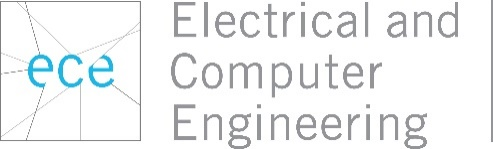 ece
Electrical and
Computer
Engineering